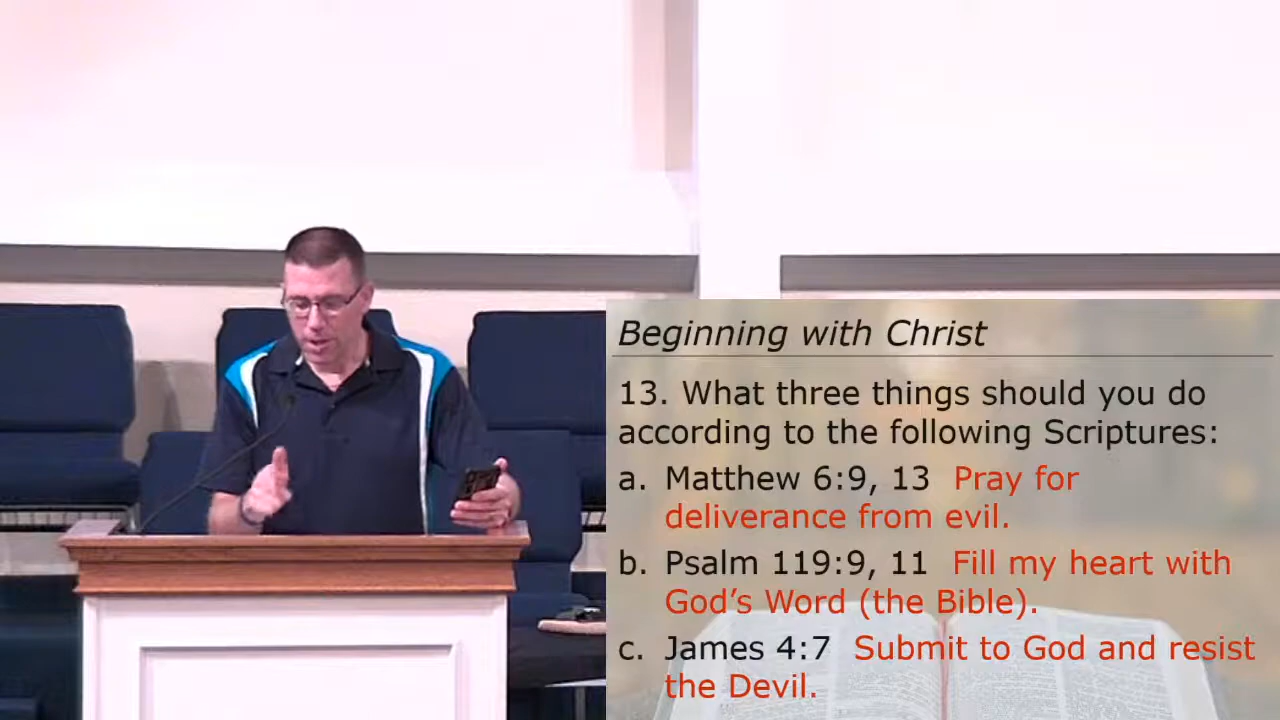 Beginning with Christ
13. What three things should you do
according to the following Scriptures:
a. Matthew 6:9, 13 Pray for
deliverance from evil.
b. Psalm 119:9, 11 Fill my heart with
God’s Word (the Bible).
c. James 4:7 Submit to God and resist
the Devil.